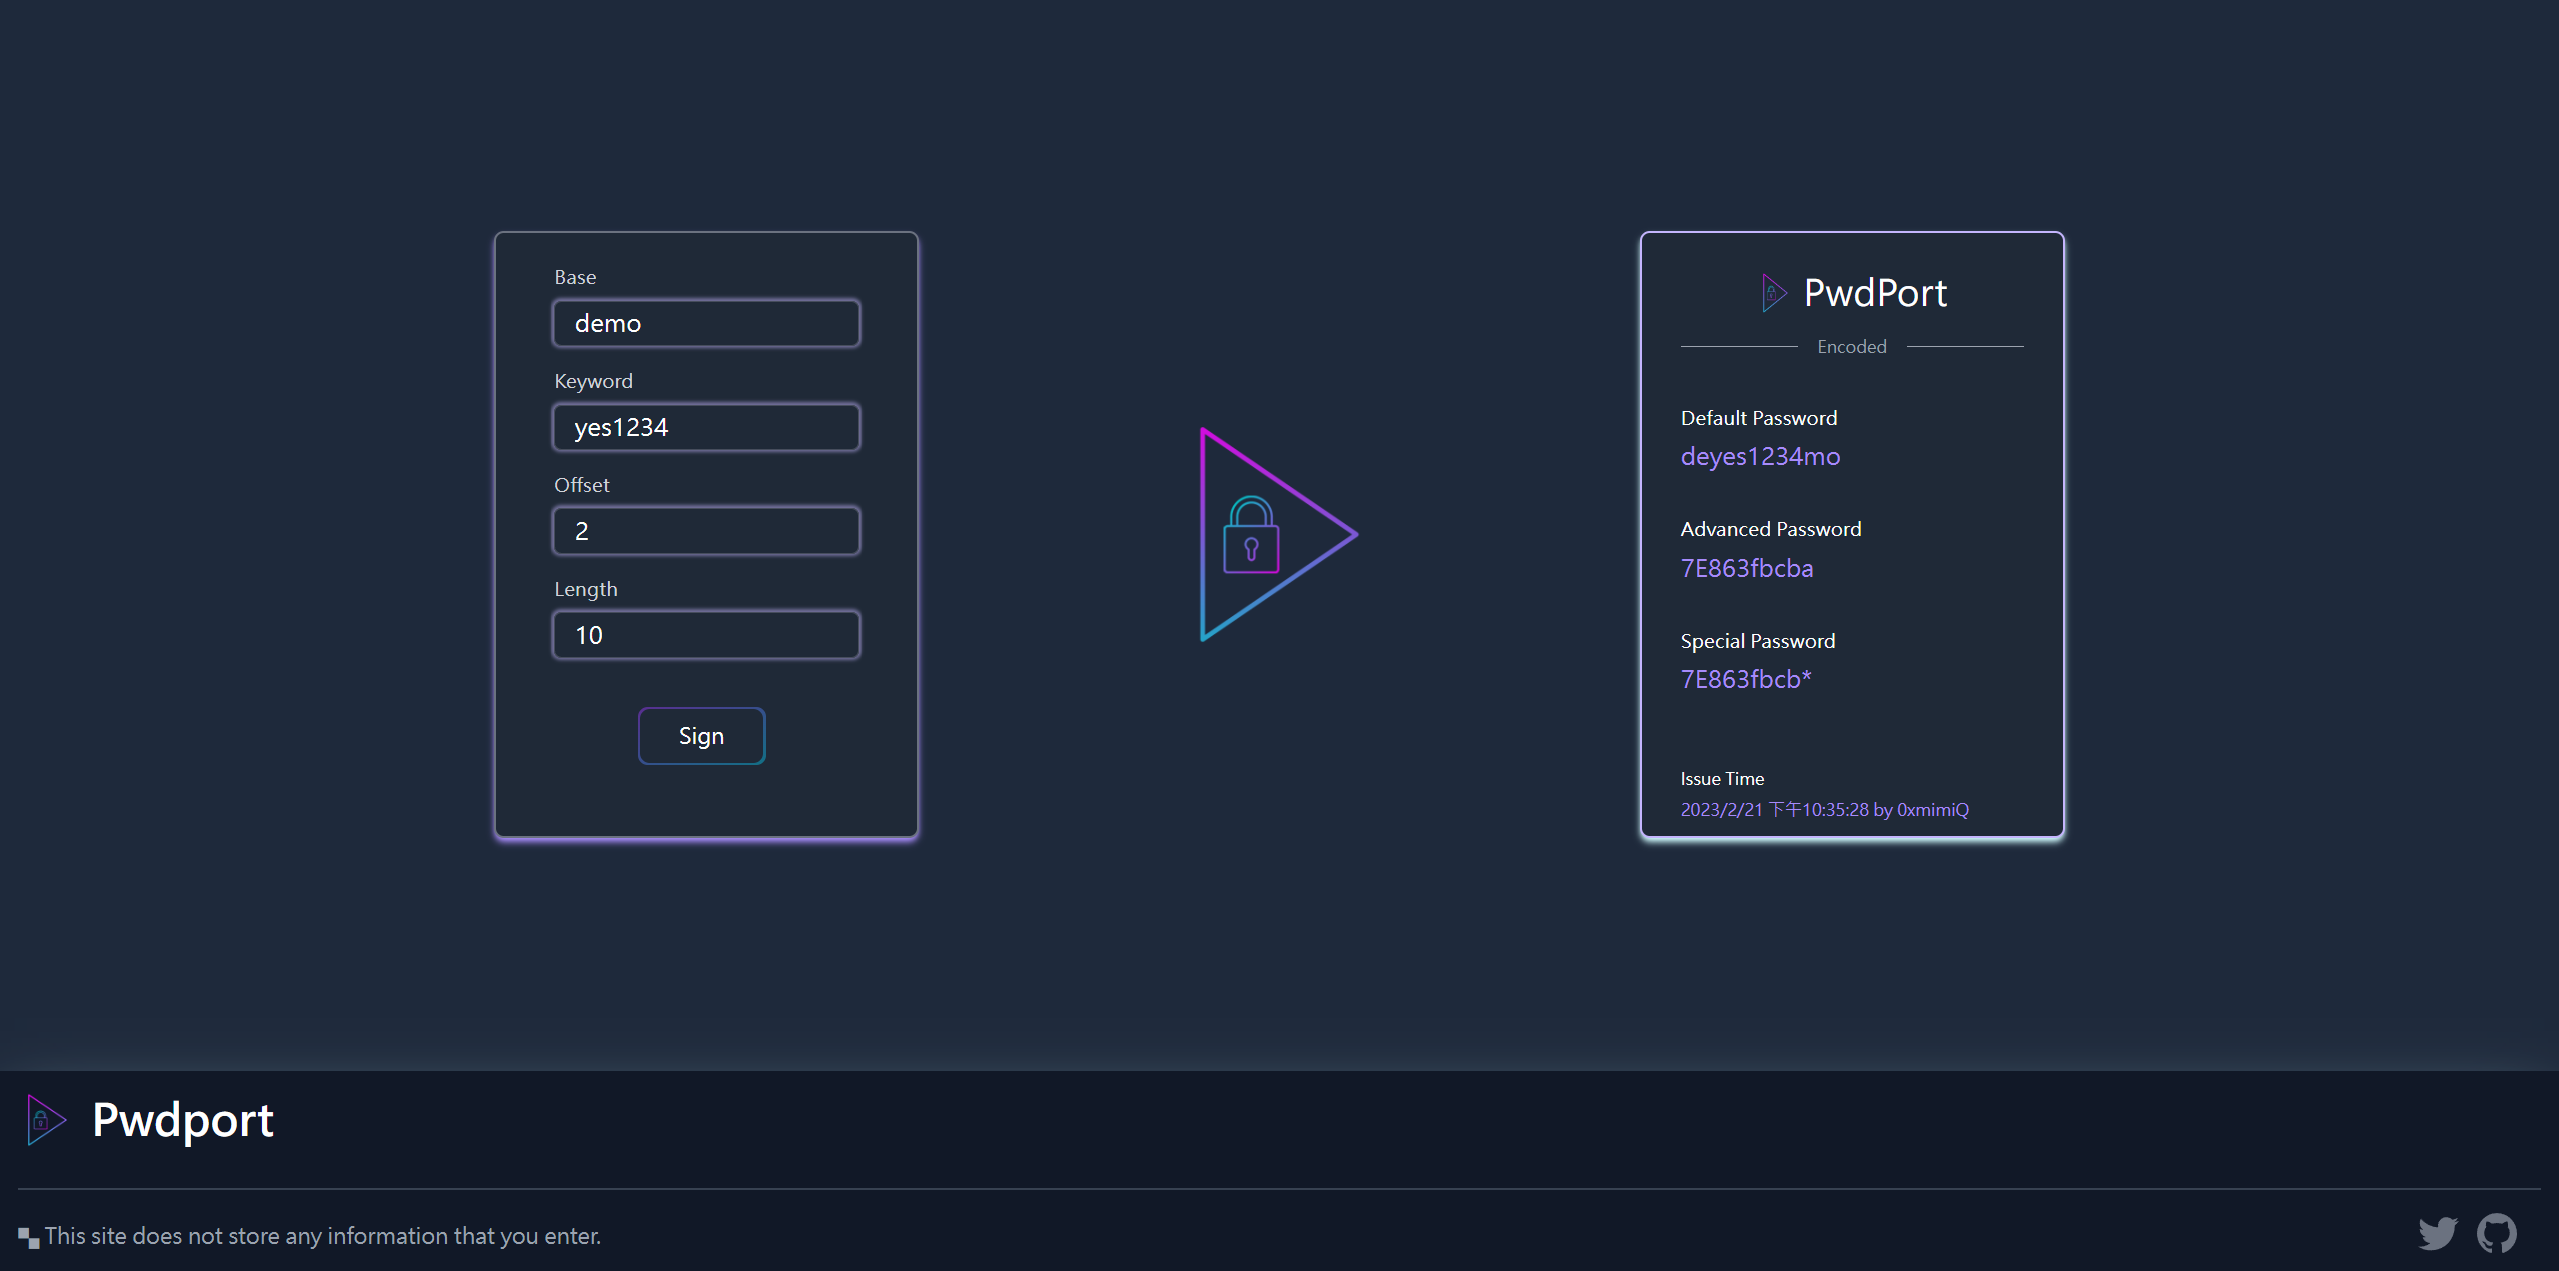 Base
demo
Keyword
yes1234
Offset
2
Length
10
Sign
PwdPort
Encoded
Default Password
deyes1234mo
Advanced Password
7E863fbcba
Special Password
7E863fbcb*
Issue Time
2023/2/21 下午10:35:28 by 0xmimiQ
Pwdport
This site does not store any information that you enter.